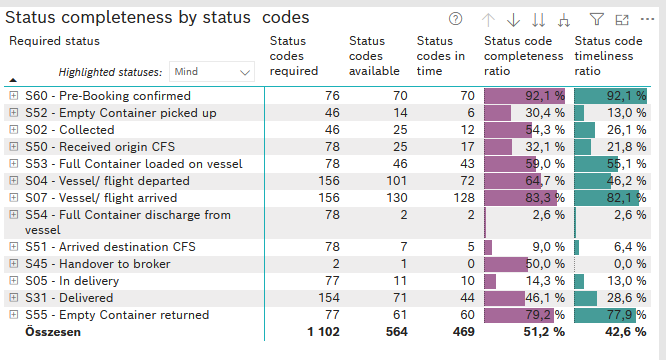 Status completeness by status codes
Required status Status codes required Status codes available Status codes in time Status code completeness ratio Status code timeliness ratio
Highlighted statuses: Mind
S60 - Pre-Booking confirmed 76 70 70 92,1 % 92,1 %
S52 - Empty Container picked up 46 14 6 30,4 % 13,0 %
S02 - Collected 46 25 12 54,3 % 26,1 %
S50 - Received origin CFS 78 25 17 32,1 % 21,8 %
S53 - Full Container loaded on vessel 78 46 43 59,0 % 55,1 %
S04 - Vessel/ flight departed 156 101 72 64,7 % 46,2 %
S07 - Vessel/ flight arrived 156 130 128 83,3 % 82,1 %
S54 - Full Container discharge from vessel 78 2 2 2,6 % 2,6 %
S51 - Arrived destination CFS 78 7 5 9,0 % 6,4 %
S45 - Handover to broker 2 1 0 50,0 % 0,0 %
S05 - In delivery 77 11 10 14,3 % 13,0 %
S31 - Delivered 154 71 44 46,1 % 28,6 %
S55 - Empty Container returned 77 61 60 79,2 % 77,9 %
Összesen 1 102 564 469 51,2 % 42,6 %